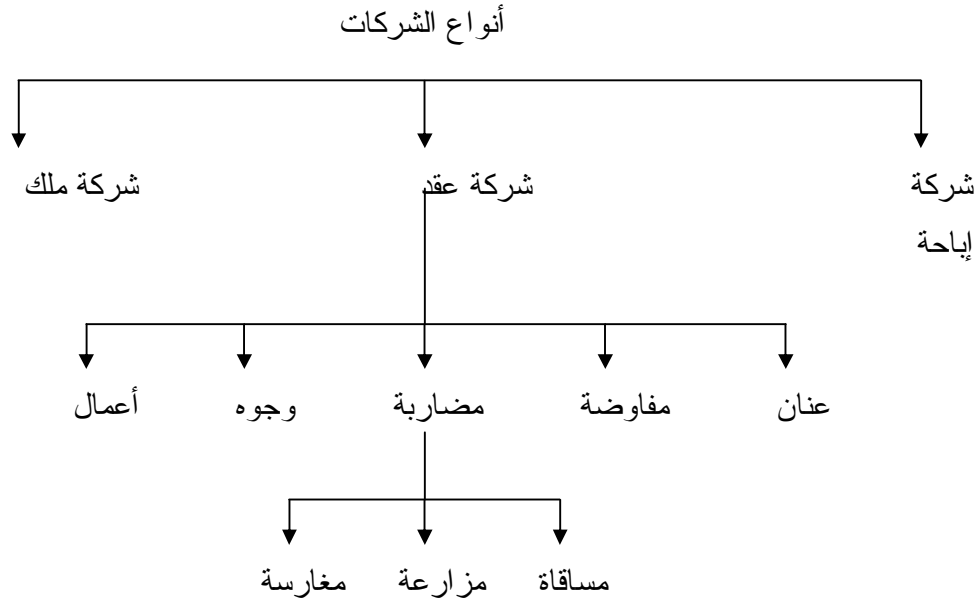 أنواع الشركات
شركة إباحة
شركة عقد
شركة ملك
عنان
مفاوضة
مضاربة
وجوه
أعمال
مساقاة
مزارعة
مغارسة